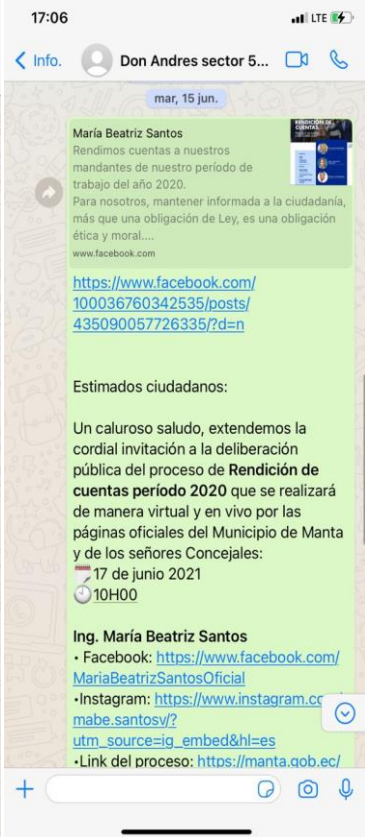 17:06
LTE
Info.
Don Andres sector 5...
mar, 15 jun.
María Beatriz Santos
Rendimos cuentas a nuestros
mandantes de nuestro período de
trabajo del año 2020.
Para nosotros, mantener informada a la ciudadanía,
más que una obligación de Ley, es una obligación
ética y moral....
www.facebook.com
RENDICIÓN DE
CUENTAS
https://www.facebook.com/
100036760342535/posts/
435090057726335/?d=n
Estimados ciudadanos:
Un caluroso saludo, extendemos la
cordial invitación a la deliberación
pública del proceso de Rendición de
cuentas período 2020 que se realizará
de manera virtual y en vivo por las
páginas oficiales del Municipio de Manta
y de los señores Concejales:
17 de junio 2021
10H00
Ing. María Beatriz Santos
• Facebook: https://www.facebook.com/
MariaBeatrizSantosOficial
•Instagram: https://www.instagram.co
mabe.santosv/?
utm_source=ig_embed&hl=es
•Link del proceso: https://manta.gob.ec/